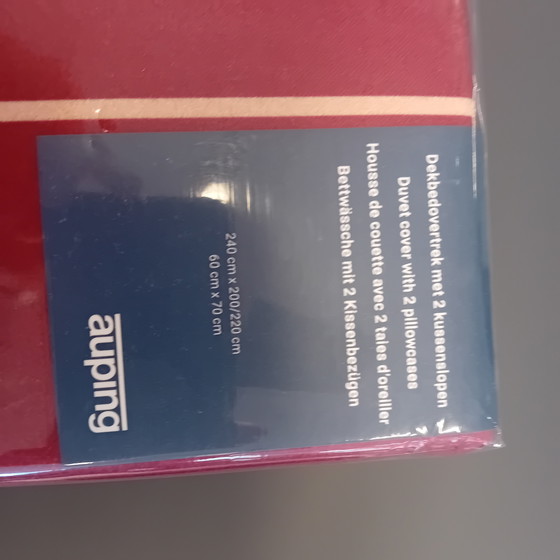 Dekbedovertrek met 2 kussenslopen
Duvet cover with 2 pillowcases
Housse de couette avec 2 taies d'oreiller
Bettwässche mit 2 Kissenbezügen
240 cm x 200/220 cm
60 cm x 70 cm
auping